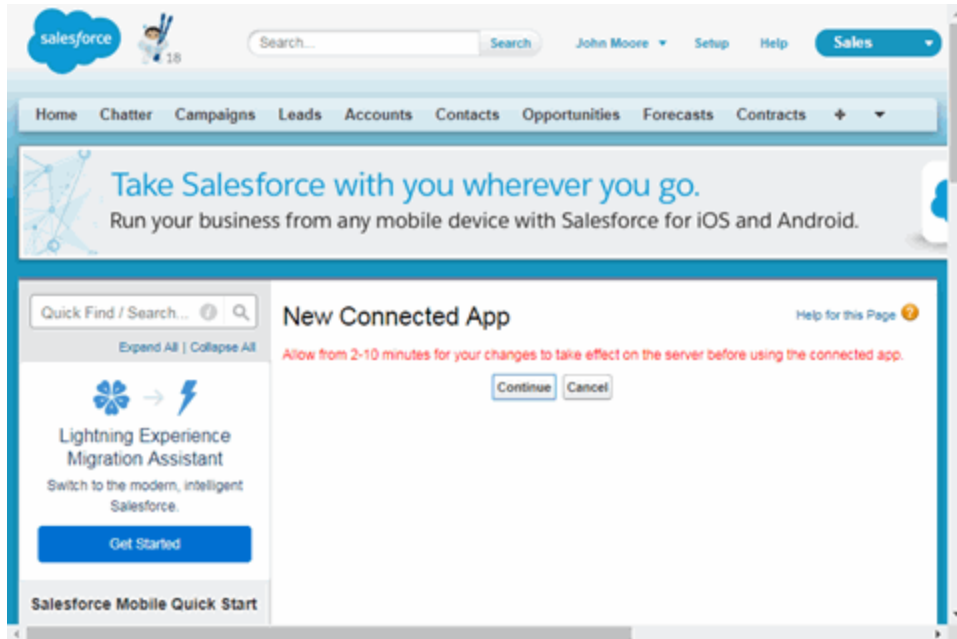 salesforce
18
Search...
Search
John Moore
Setup
Help
Sales
Home Chatter Campaigns Leads Accounts Contacts Opportunities Forecasts Contracts +
Take Salesforce with you wherever you go.
Run your business from any mobile device with Salesforce for iOS and Android.
Quick Find / Search...
Expand All | Collapse All
Lightning Experience
Migration Assistant
Switch to the modern, intelligent
Salesforce.
Get Started
Salesforce Mobile Quick Start
New Connected App
Help for this Page ?
Allow from 2-10 minutes for your changes to take effect on the server before using the connected app.
Continue Cancel